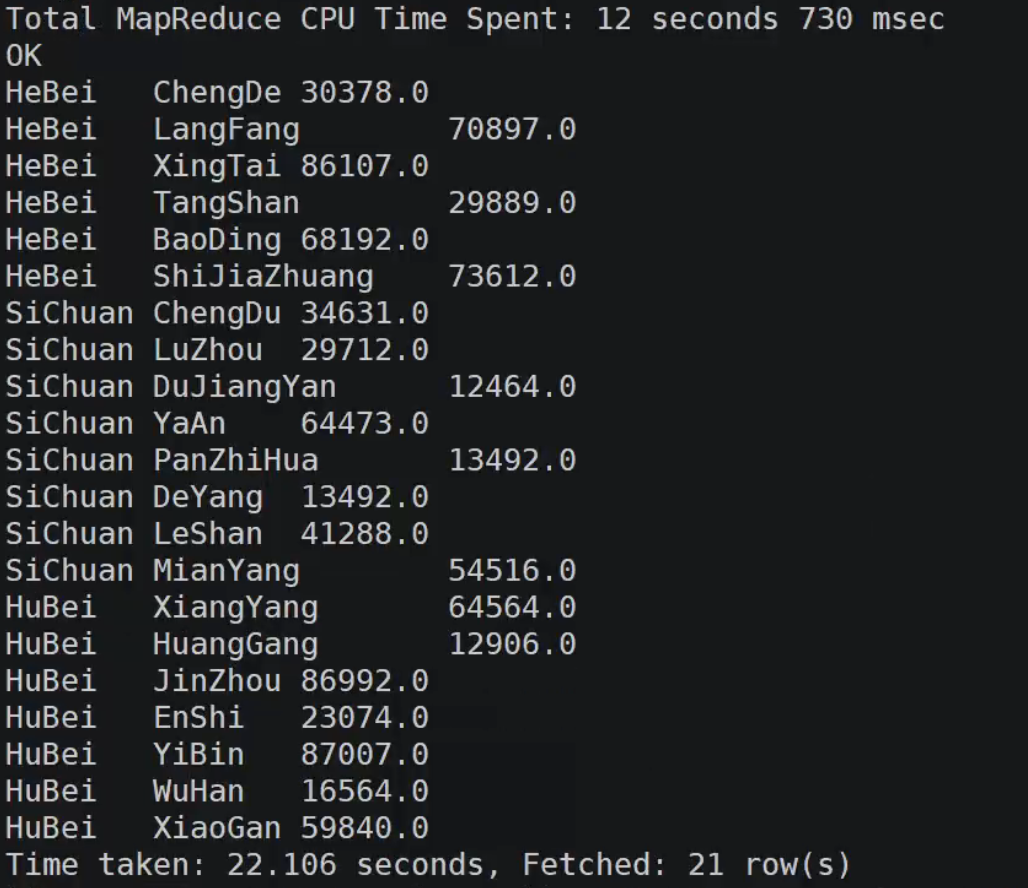 Total MapReduce CPU Time Spent: 12 seconds 730 msec
OK
HeBei	ChengDe	30378.0
HeBei	LangFang	70897.0
HeBei	XingTai	86107.0
HeBei	TangShan	29889.0
HeBei	BaoDing	68192.0
HeBei	ShiJiaZhuang	73612.0
SiChuan	ChengDu	34631.0
SiChuan	LuZhou	29712.0
SiChuan	DuJiangYan	12464.0
SiChuan	YaAn	64473.0
SiChuan	PanZhiHua	13492.0
SiChuan	DeYang	13492.0
SiChuan	LeShan	41288.0
SiChuan	MianYang	54516.0
HuBei	XiangYang	64564.0
HuBei	HuangGang	12906.0
HuBei	JinZhou	86992.0
HuBei	EnShi	23074.0
HuBei	YiBin	87007.0
HuBei	WuHan	16564.0
HuBei	XiaoGan	59840.0
Time taken: 22.106 seconds, Fetched: 21 row(s)